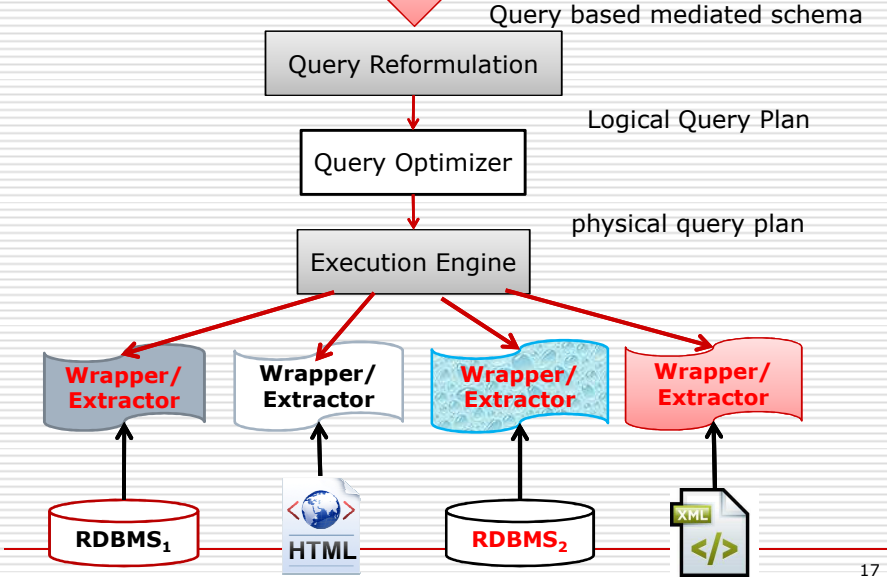 Query based mediated schema
Query Reformulation
Logical Query Plan
Query Optimizer
physical query plan
Execution Engine
Wrapper/
Extractor
Wrapper/
Extractor
Wrapper/
Extractor
Wrapper/
Extractor
RDBMS1
< >
HTML
RDBMS2
XML
</>
17